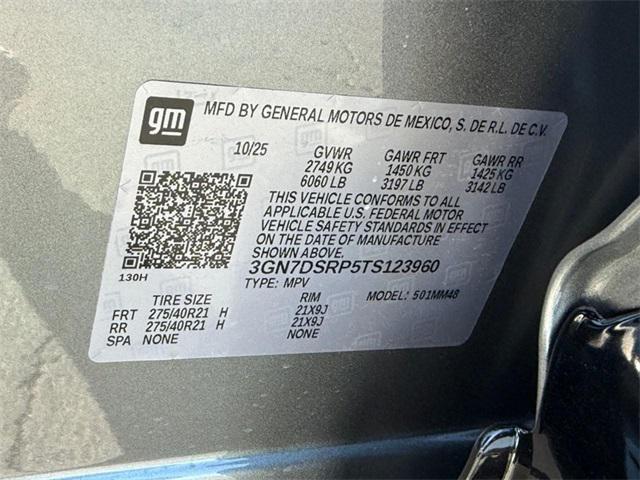 gm
MFD BY GENERAL MOTORS DE MEXICO, S. DE R.L. DE C.V.
10/25 GVWR GAWR FRT GAWR RR
2749 KG 1450 KG 1425 KG
6060 LB 3197 LB 3142 LB
THIS VEHICLE CONFORMS TO ALL
APPLICABLE U.S. FEDERAL MOTOR
VEHICLE SAFETY STANDARDS IN EFFECT
ON THE DATE OF MANUFACTURE
SHOWN ABOVE.
130H 3GN7DSRP5TS123960
TYPE: MPV MODEL: 501MM48
TIRE SIZE RIM
FRT 275/40R21 H 21X9J
RR 275/40R21 H 21X9J
SPA NONE NONE